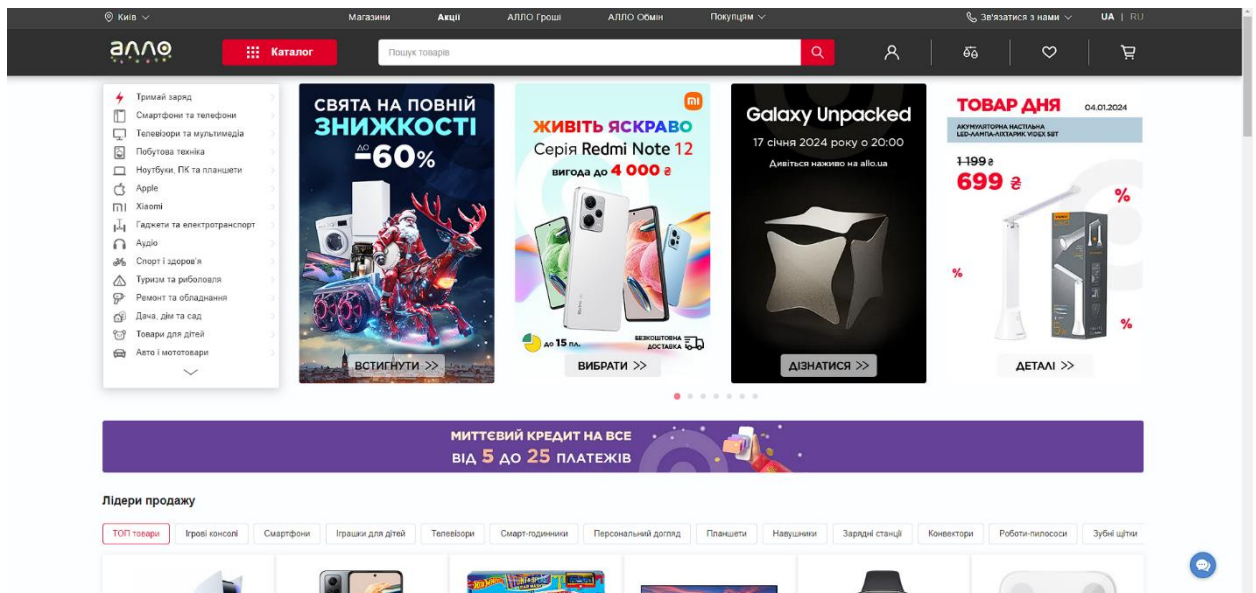 Київ
Магазини
Акції
АЛЛО Гроші
АЛЛО Обмін
Покупцям
Зв'язатися з нами
UA | RU
алло
Каталог
Пошук товарів
Тримай заряд
Смартфони та телефони
Телевізори та мультимедіа
Побутова техніка
Ноутбуки, ПК та планшети
Apple
Xiaomi
Гаджети та електротранспорт
Аудіо
Спорт і здоров'я
Туризм та риболовля
Ремонт та обладнання
Дача, дім та сад
Товари для дітей
Авто і мототовари
СВЯТА НА ПОВНІЙ
ЗНИЖКОСТІ
ДО -60%
ВСТИГНУТИ >>
mi
ЖИВІТЬ ЯСКРАВО
Серія Redmi Note 12
вигода до 4 000 ₴
до 15 пл.
БЕЗКОШТОВНА
ДОСТАВКА
ВИБРАТИ >>
Galaxy Unpacked
17 січня 2024 року о 20:00
Дивіться наживо на allo.ua
ДІЗНАТИСЯ >>
ТОВАР ДНЯ 04.01.2024
АКУМУЛЯТОРНА НАСТІЛЬНА
LED-ЛАМПА-ЛІХТАРИК VIDEX 5ВТ
1 199 ₴
699 ₴
%
%
%
ДЕТАЛІ >>
МИТТЄВИЙ КРЕДИТ НА ВСЕ
ВІД 5 ДО 25 ПЛАТЕЖІВ
Лідери продажу
ТОП товари
Ігрові консолі
Смартфони
Іграшки для дітей
Телевізори
Смарт-годинники
Персональний догляд
Планшети
Навушники
Зарядні станції
Конвектори
Роботи-пилососи
Зубні щітки